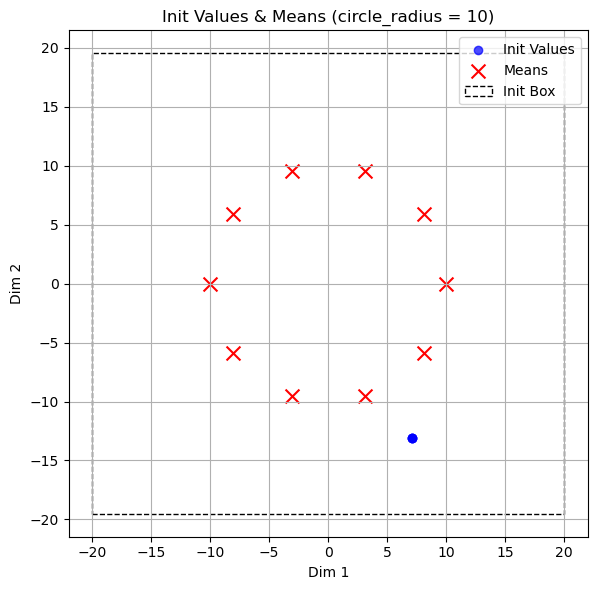 Init Values & Means (circle_radius = 10)
Init Values
Means
Init Box
20
15
10
5
0
−5
−10
−15
−20
Dim 2
−20 −15 −10 −5 0 5 10 15 20
Dim 1